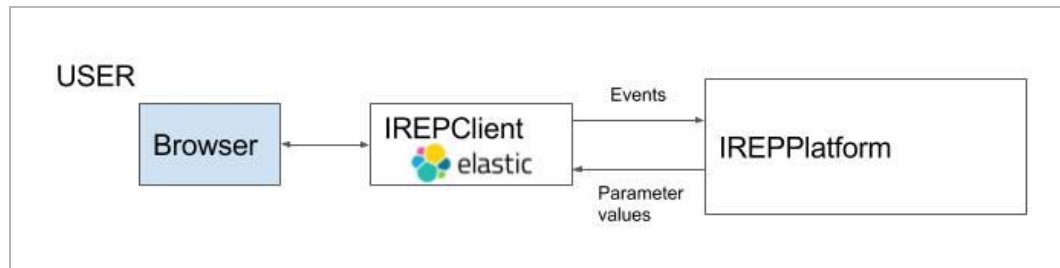 USER
Browser
IREPClient
elastic
Events
IREPPlatform
Parameter
values